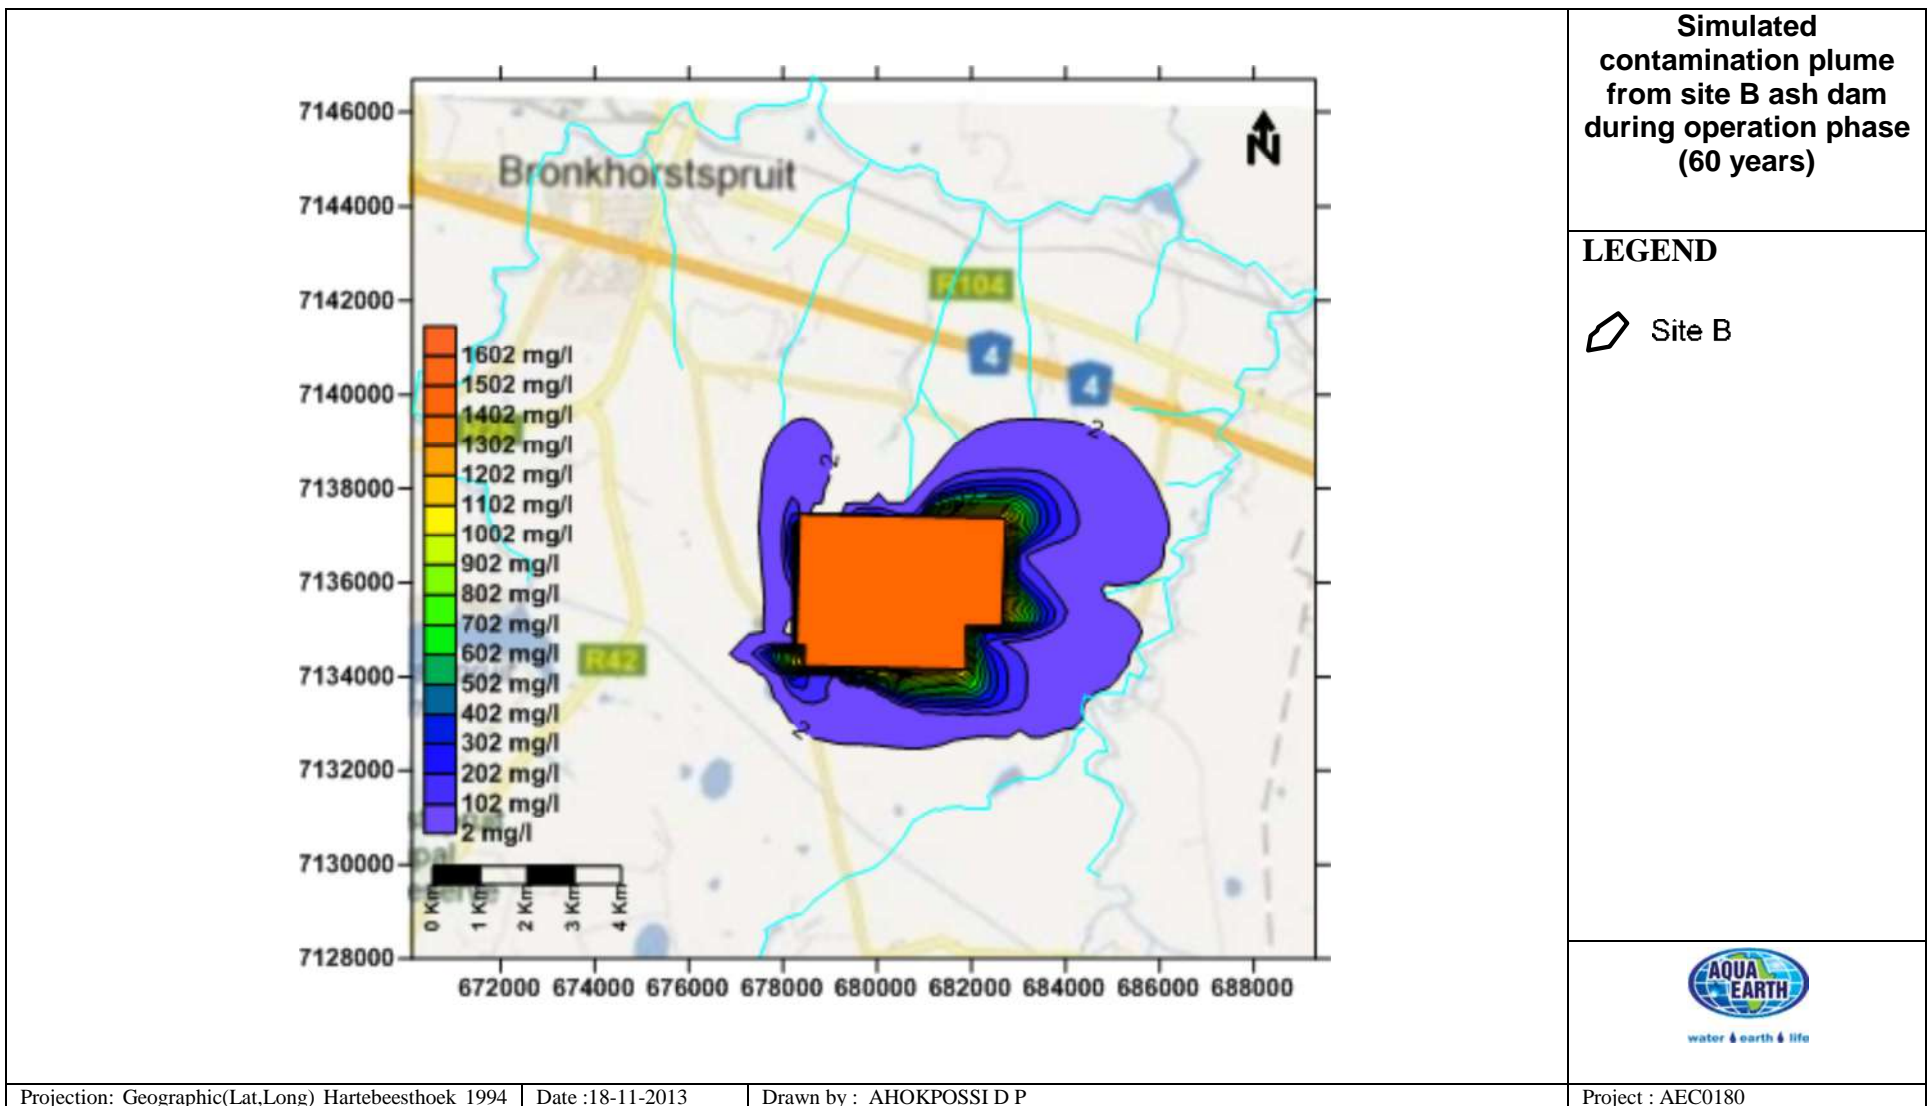 Simulated
contamination plume
from site B ash dam
during operation phase
(60 years)
LEGEND
Site B
7146000
7144000
7142000
7140000
7138000
7136000
7134000
7132000
7130000
7128000
N
Bronkhorstspruit
R104
4
4
R42
2
2
2
1602 mg/l
1502 mg/l
1402 mg/l
1302 mg/l
1202 mg/l
1102 mg/l
1002 mg/l
902 mg/l
802 mg/l
702 mg/l
602 mg/l
502 mg/l
402 mg/l
302 mg/l
202 mg/l
102 mg/l
2 mg/l
0 Km
1 Km
2 Km
3 Km
4 Km
672000 674000 676000 678000 680000 682000 684000 686000 688000
AQUA
EARTH
water earth life
Projection: Geographic(Lat,Long) Hartebeesthoek 1994
Date :18-11-2013
Drawn by : AHOKPOSSI D P
Project : AEC0180